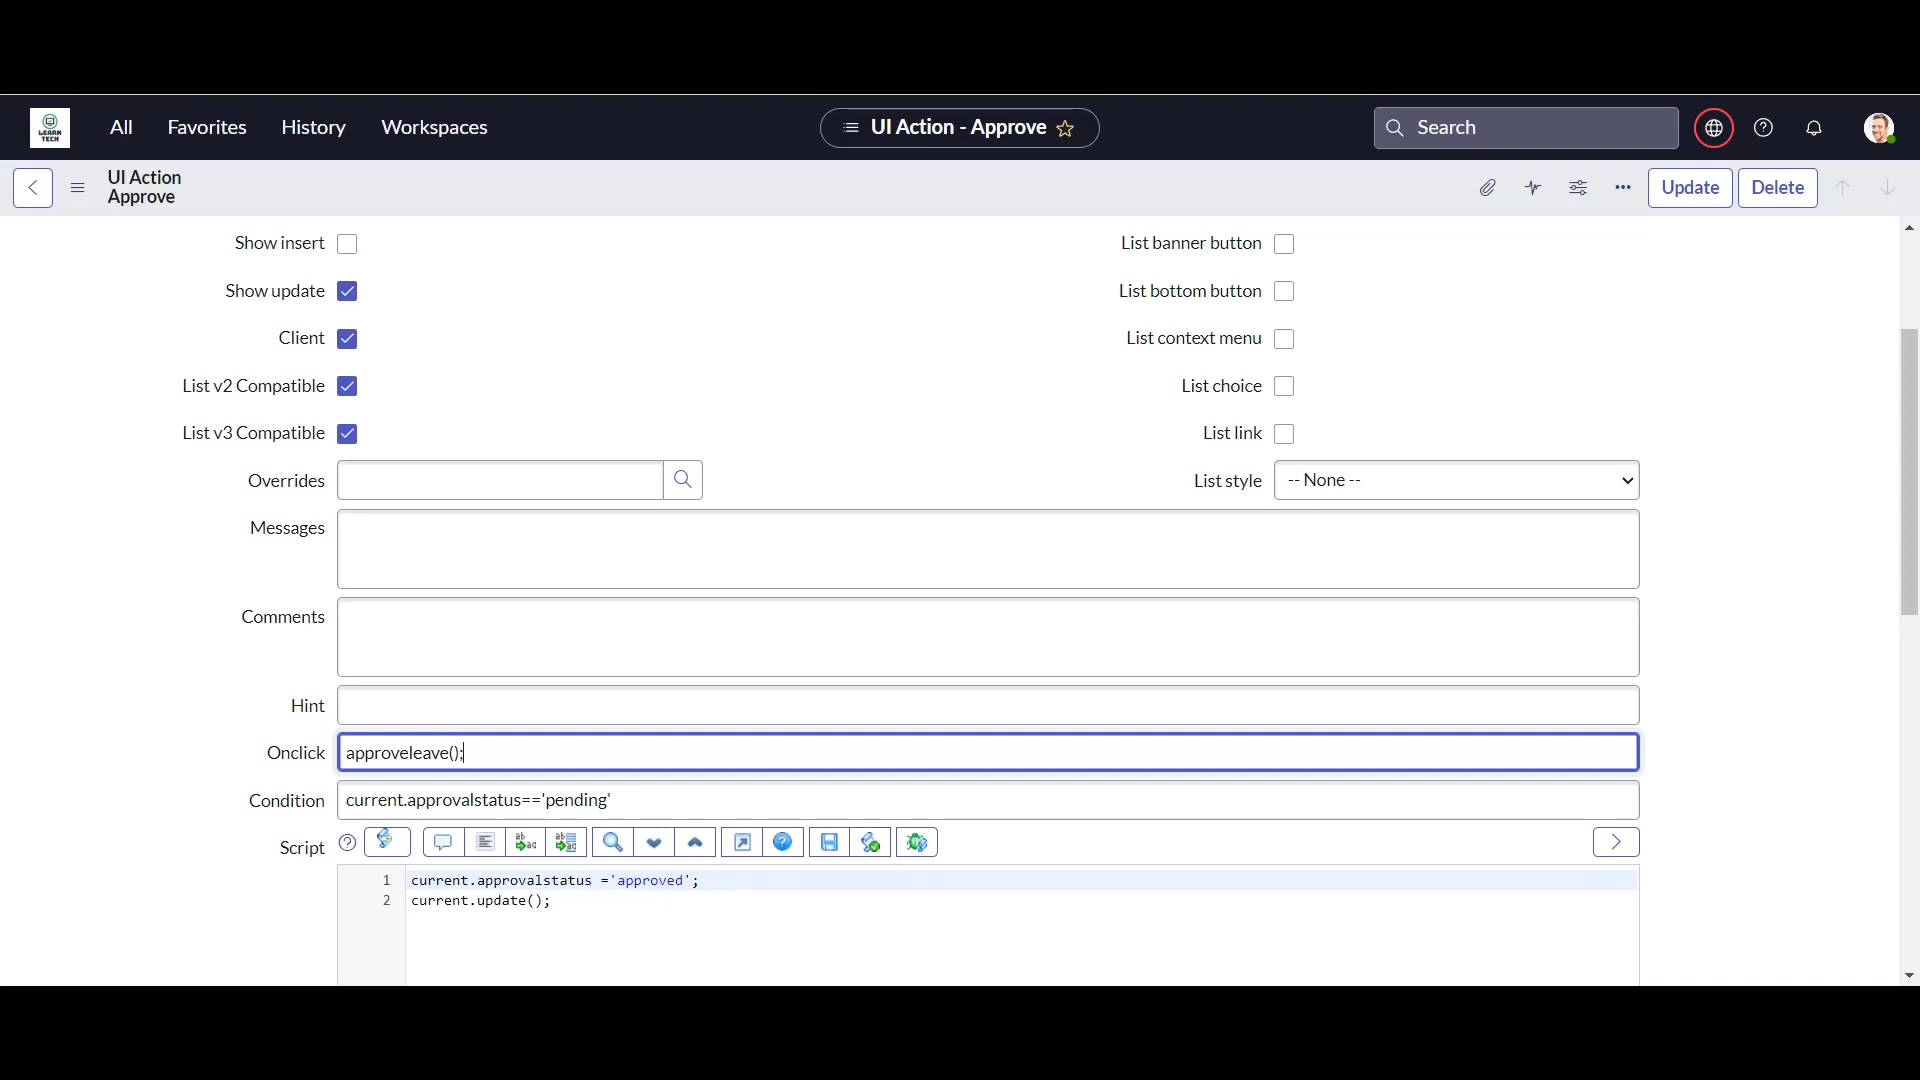 LEARN
TECH
All
Favorites
History
Workspaces
UI Action - Approve
Search
UI Action
Approve
Update
Delete
Show insert
List banner button
Show update
List bottom button
Client
List context menu
List v2 Compatible
List choice
List v3 Compatible
List link
Overrides
List style
-- None --
Messages
Comments
Hint
Onclick
approveleave();
Condition
current.approvalstatus=='pending'
Script
1 current.approvalstatus ='approved';
2 current.update();